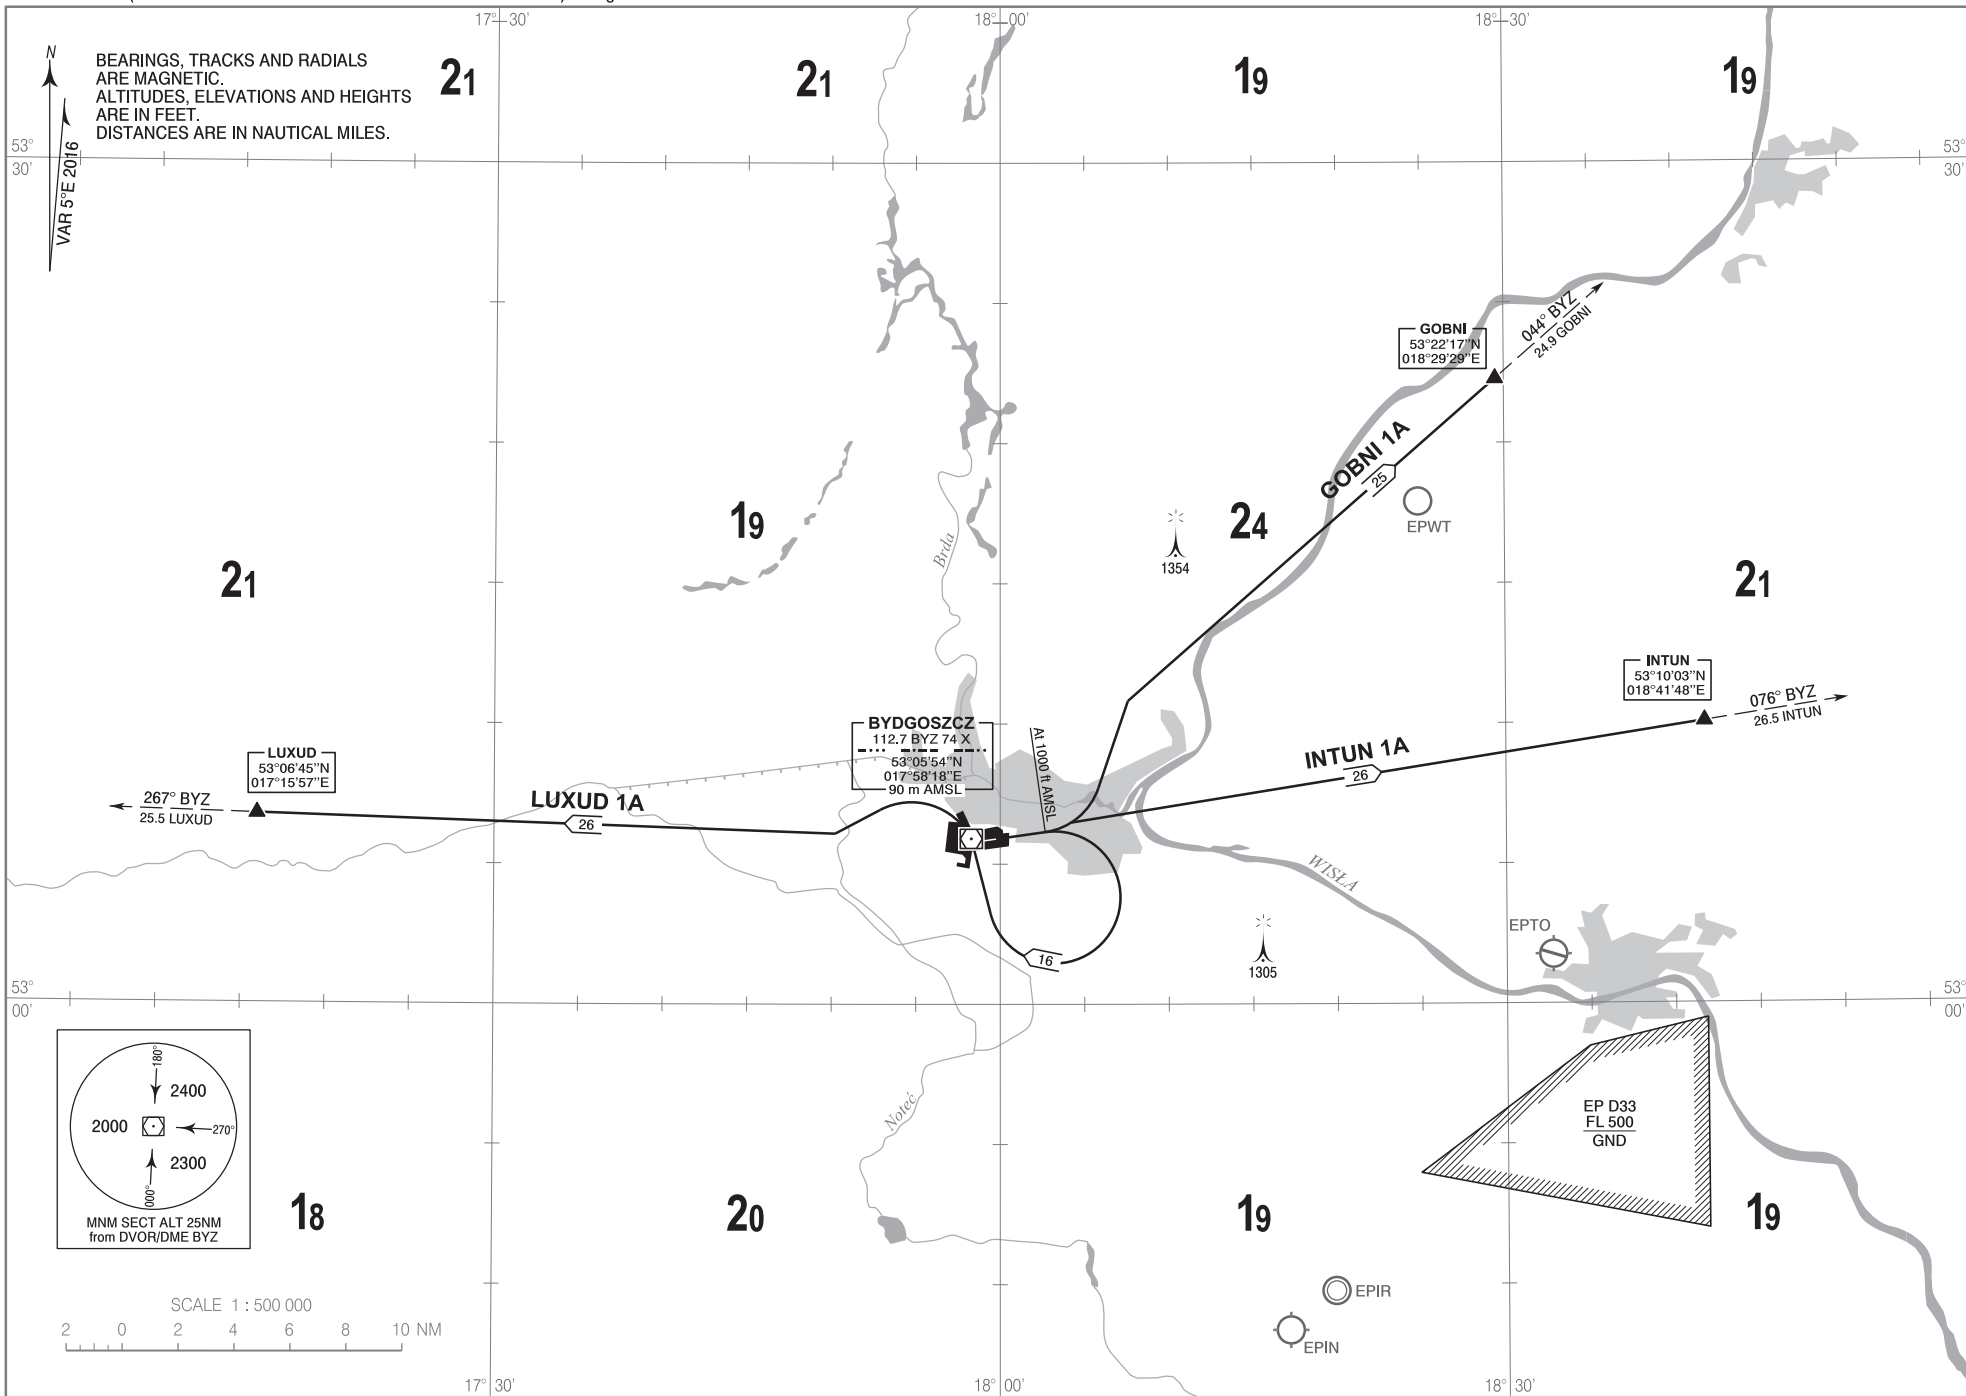 17° 30'
18° 00'
18° 30'
N
BEARINGS, TRACKS AND RADIALS
ARE MAGNETIC.
ALTITUDES, ELEVATIONS AND HEIGHTS
ARE IN FEET.
DISTANCES ARE IN NAUTICAL MILES.
VAR 5°E 2016
21
21
19
19
53°
30'
53°
30'
GOBNI
53°22'17"N
018°29'29"E
044° BYZ
24.9 GOBNI
GOBNI 1A
25
EPWT
19
24
Brda
1354
21
21
INTUN
53°10'03"N
018°41'48"E
076° BYZ
26.5 INTUN
INTUN 1A
26
BYDGOSZCZ
112.7 BYZ 74 X
53°05'54"N
017°58'18"E
90 m AMSL
At 1000 ft AMSL
LUXUD
53°06'45"N
017°15'57"E
267° BYZ
25.5 LUXUD
LUXUD 1A
26
WISŁA
EPTO
16
1305
53°
00'
53°
00'
180°
2400
2000
270°
2300
000°
MNM SECT ALT 25NM
from DVOR/DME BYZ
Noteć
EP D33
FL 500
GND
18
20
19
19
EPIR
EPIN
SCALE 1 : 500 000
2 0 2 4 6 8 10 NM
17° 30'
18° 00'
18° 30'